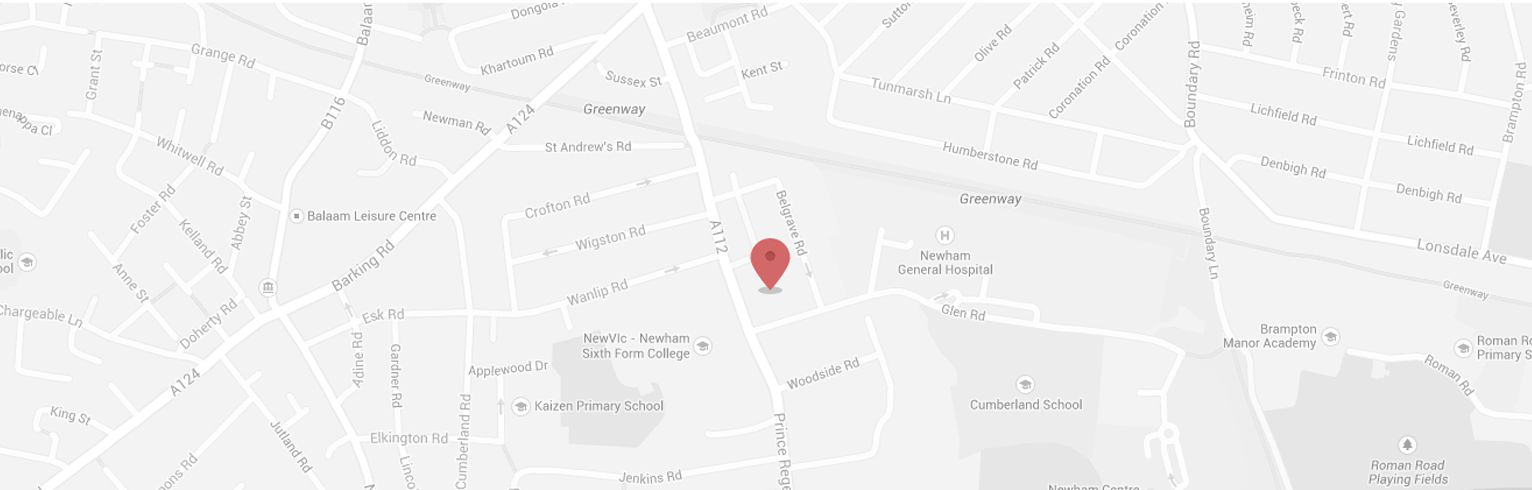 Dongola
Balaam
Beaumont Rd
Sutton
Grange Rd
Khartoum Rd
Greenway
Sussex St
Kent St
Olive Rd
Patrick Rd
Coronation Rd
Coronation Rd
Boundary Rd
Frinton Rd
Brampton Rd
Grant St
B116
Tunmarsh Ln
Greenway
Newman Rd
A124
Lichfield Rd
Lichfield Rd
Liddon Rd
St Andrew's Rd
Whitwell Rd
Humberstone Rd
Denbigh Rd
Denbigh Rd
Greenway
Foster Rd
Crofton Rd
Belgrave Rd
Balaam Leisure Centre
Abbey St
Kelland Rd
Wigston Rd
A112
Newham
General Hospital
Boundary Ln
Lonsdale Ave
Barking Rd
Anne St
Wanlip Rd
Greenway
Chargeable Ln
Doherty Rd
Esk Rd
Glen Rd
NewVIc - Newham
Sixth Form College
Brampton
Manor Academy
Primary S
Adine Rd
Gardner Rd
Applewood Dr
Woodside Rd
Roman Rd
A124
Kaizen Primary School
Cumberland School
King St
Jutland Rd
Cumberland Rd
Elkington Rd
Prince Rege
Jenkins Rd
Roman Road
Playing Fields
Newham Centre